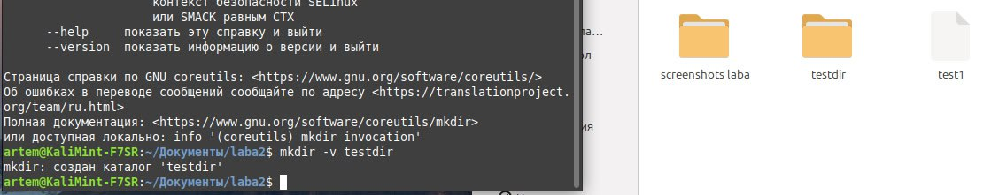 контекст безопасности SELinux
или SMACK равным CTX
--help показать эту справку и выйти
--version показать информацию о версии и выйти
Страница справки по GNU coreutils: <https://www.gnu.org/software/coreutils/>
Об ошибках в переводе сообщений сообщайте по адресу <https://translationproject.
org/team/ru.html>
Полная документация: <https://www.gnu.org/software/coreutils/mkdir>
или доступная локально: info '(coreutils) mkdir invocation'
artem@KaliMint-F7SR:~/Документы/laba2$ mkdir -v testdir
mkdir: создан каталог 'testdir'
artem@KaliMint-F7SR:~/Документы/laba2$
screenshots laba
testdir
test1